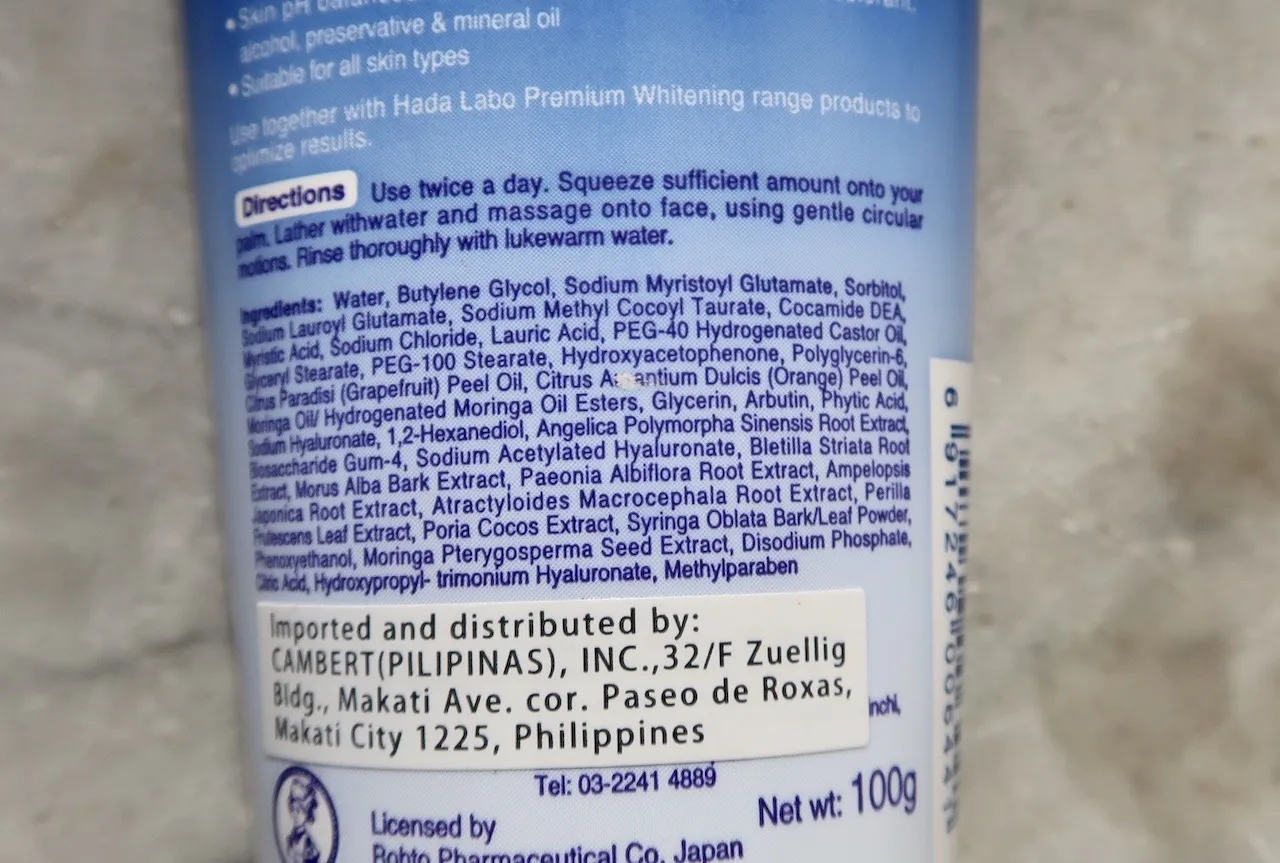 • Skin pH
alcohol, preservative & mineral oil
• Suitable for all skin types
Use together with Hada Labo Premium Whitening range products to
optimize results.
Directions Use twice a day. Squeeze sufficient amount onto your
palm. Lather withwater and massage onto face, using gentle circular
motions. Rinse thoroughly with lukewarm water.
Ingredients: Water, Butylene Glycol, Sodium Myristoyl Glutamate, Sorbitol,
Sodium Lauroyl Glutamate, Sodium Methyl Cocoyl Taurate, Cocamide DEA,
Myristic Acid, Sodium Chloride, Lauric Acid, PEG-40 Hydrogenated Castor Oil,
Glyceryl Stearate, PEG-100 Stearate, Hydroxyacetophenone, Polyglycerin-6,
Citrus Paradisi (Grapefruit) Peel Oil, Citrus Aurantium Dulcis (Orange) Peel Oil,
Moringa Oil/ Hydrogenated Moringa Oil Esters, Glycerin, Arbutin, Phytic Acid,
Sodium Hyaluronate, 1,2-Hexanediol, Angelica Polymorpha Sinensis Root Extract,
Biosaccharide Gum-4, Sodium Acetylated Hyaluronate, Bletilla Striata Root
Extract, Morus Alba Bark Extract, Paeonia Albiflora Root Extract, Ampelopsis
Japonica Root Extract, Atractyloides Macrocephala Root Extract, Perilla
Frutescens Leaf Extract, Poria Cocos Extract, Syringa Oblata Bark/Leaf Powder,
Phenoxyethanol, Moringa Pterygosperma Seed Extract, Disodium Phosphate,
Citric Acid, Hydroxypropyl- trimonium Hyaluronate, Methylparaben
Imported and distributed by:
CAMBERT(PILIPINAS), INC.,32/F Zuellig
Bldg., Makati Ave. cor. Paseo de Roxas,
Makati City 1225, Philippines
Tel: 03-2241 4889
Net wt: 100g
Licensed by
Rohto Pharmaceutical Co. Japan